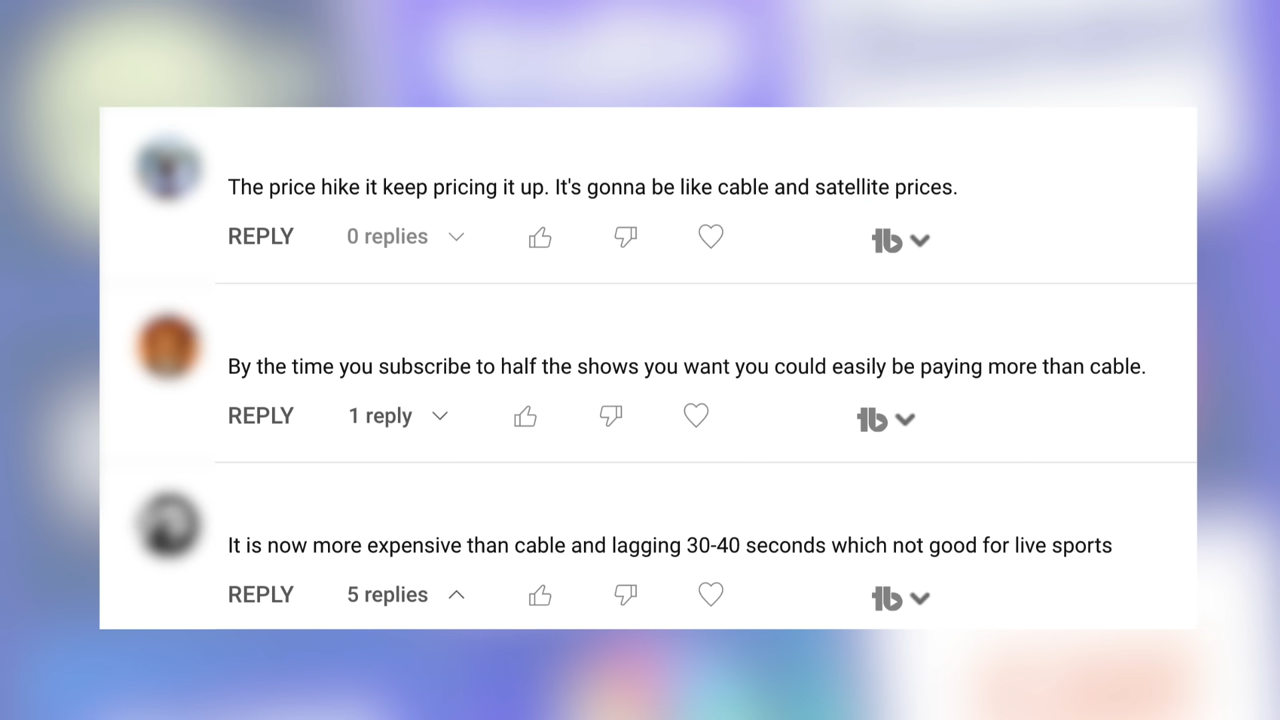 The price hike it keep pricing it up. It's gonna be like cable and satellite prices.
REPLY 0 replies
tb
By the time you subscribe to half the shows you want you could easily be paying more than cable.
REPLY 1 reply
tb
It is now more expensive than cable and lagging 30-40 seconds which not good for live sports
REPLY 5 replies
tb